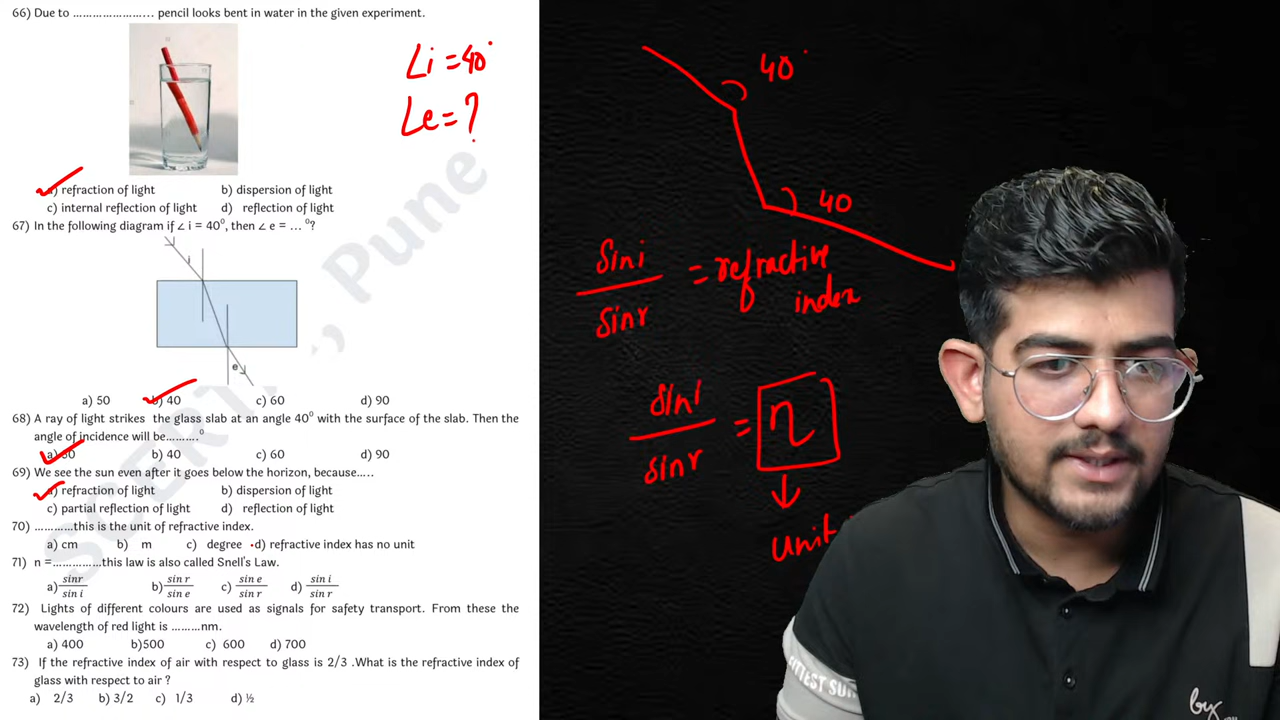 66) Due to ………………….. pencil looks bent in water in the given experiment.
∠i = 40°
∠e = ?
a) refraction of light b) dispersion of light
c) internal reflection of light d) reflection of light
67) In the following diagram if ∠ i = 40⁰, then ∠ e = … ⁰?
i
e
a) 50 b) 40 c) 60 d) 90
68) A ray of light strikes the glass slab at an angle 40⁰ with the surface of the slab. Then the
angle of incidence will be……….⁰
a) 50 b) 40 c) 60 d) 90
69) We see the sun even after it goes below the horizon, because…..
a) refraction of light b) dispersion of light
c) partial reflection of light d) reflection of light
70) …………this is the unit of refractive index.
a) cm b) m c) degree d) refractive index has no unit
71) n =……………this law is also called Snell's Law.
a) sinr/sin i b) sin r/sin e c) sin e/sin r d) sin i/sin r
72) Lights of different colours are used as signals for safety transport. From these the
wavelength of red light is ………nm.
a) 400 b)500 c) 600 d) 700
73) If the refractive index of air with respect to glass is 2/3 .What is the refractive index of
glass with respect to air ?
a) 2/3 b) 3/2 c) 1/3 d) ½
, Pune
40°
40
sini/sinr = refractive
index
sini/sinr = η
unit
by